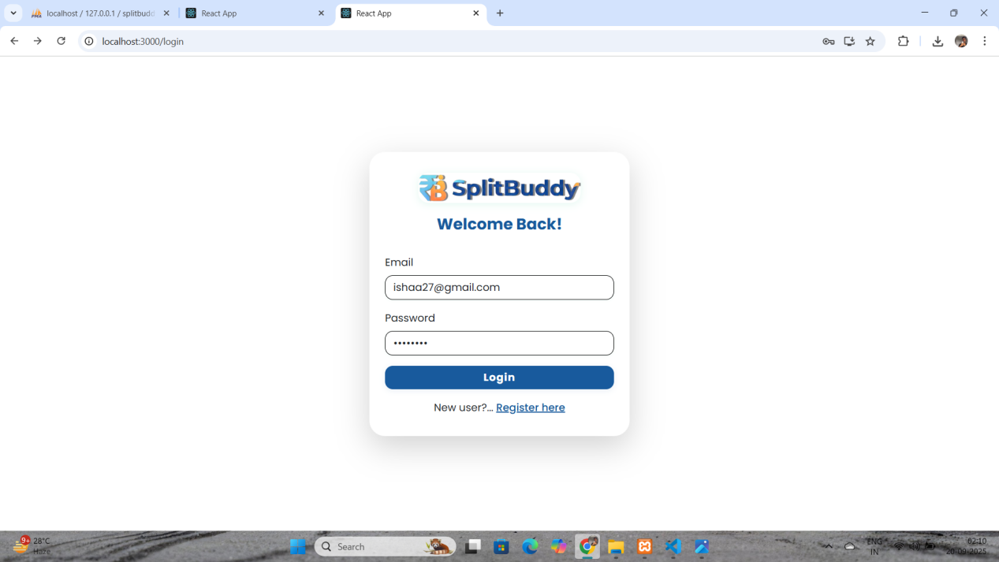 localhost / 127.0.0.1 / splitbudd
React App
React App
localhost:3000/login
SplitBuddy
Welcome Back!
Email
ishaa27@gmail.com
Password
••••••••
Login
New user?... Register here
9+
28°C
Haze
Search
ENG
IN
02:10
20-09-2025